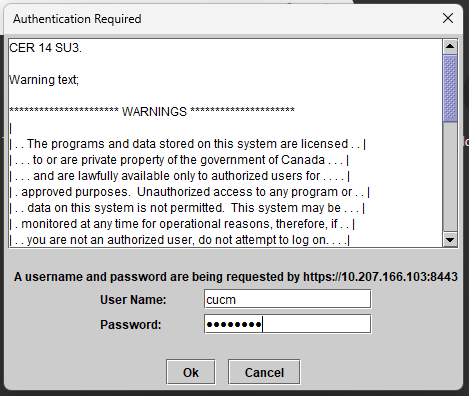 Authentication Required
CER 14 SU3.
Warning text;
********************** WARNINGS *********************
|
| . . The programs and data stored on this system are licensed . . |
| . . . to or are private property of the government of Canada . . . |
| . . . and are lawfully available only to authorized users for . . . . |
| . approved purposes.  Unauthorized access to any program or . . |
| . . data on this system is not permitted.  This system may be . . . |
| . monitored at any time for operational reasons, therefore, if . . |
| . . you are not an authorized user, do not attempt to log on. . . .|
A username and password are being requested by https://10.207.166.103:8443
User Name: cucm
Password: ••••••••
Ok Cancel